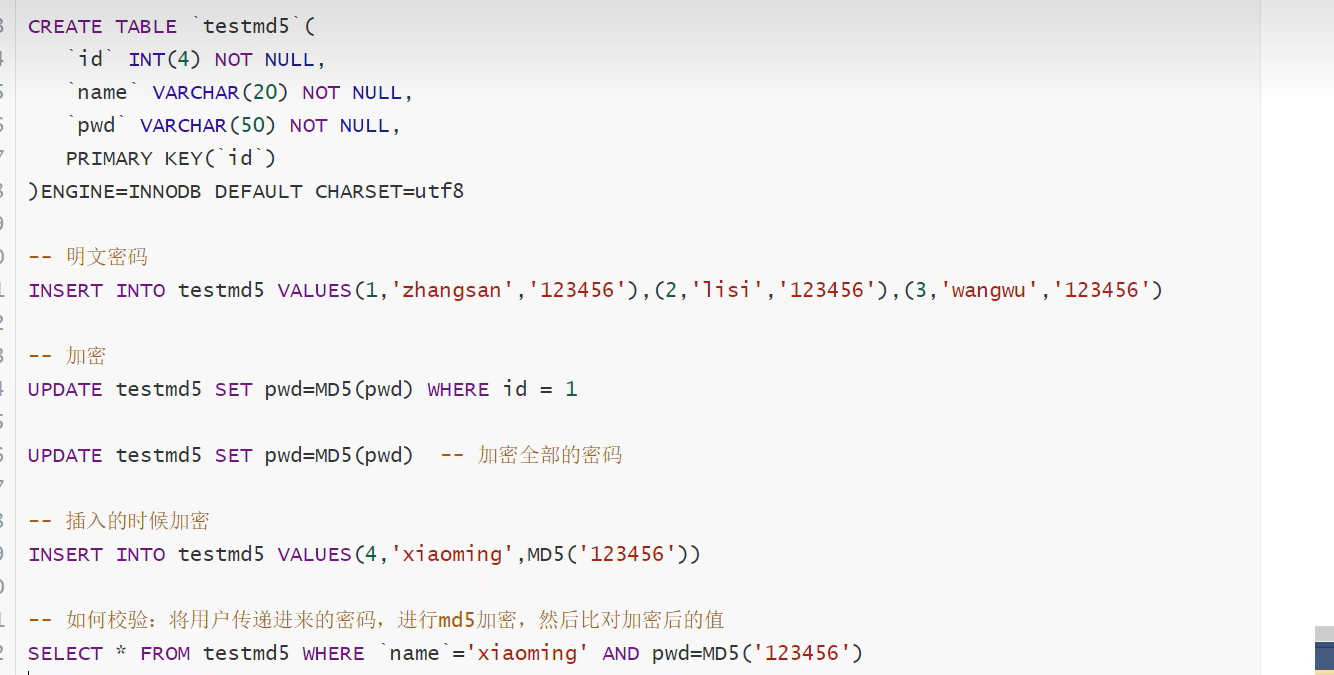 CREATE TABLE `testmd5`(
`id` INT(4) NOT NULL,
`name` VARCHAR(20) NOT NULL,
`pwd` VARCHAR(50) NOT NULL,
PRIMARY KEY(`id`)
)ENGINE=INNODB DEFAULT CHARSET=utf8
-- 明文密码
INSERT INTO testmd5 VALUES(1,'zhangsan','123456'),(2,'lisi','123456'),(3,'wangwu','123456')
-- 加密
UPDATE testmd5 SET pwd=MD5(pwd) WHERE id = 1
UPDATE testmd5 SET pwd=MD5(pwd) -- 加密全部的密码
-- 插入的时候加密
INSERT INTO testmd5 VALUES(4,'xiaoming',MD5('123456'))
-- 如何校验：将用户传递进来的密码，进行md5加密，然后比对加密后的值
SELECT * FROM testmd5 WHERE `name`='xiaoming' AND pwd=MD5('123456')